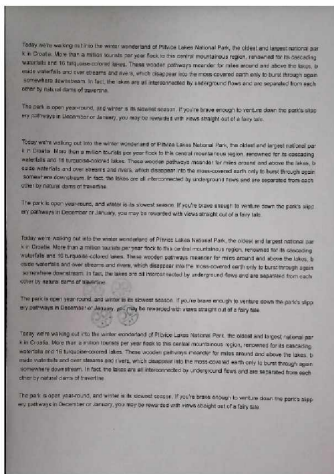 Today we're walking out into the winter wonderland of Plitvice Lakes National Park, the oldest and largest national par
k in Croatia. More than a million tourists per year flock to this central mountainous region, renowned for its cascading
waterfalls and 16 turquoise-colored lakes. These wooden pathways meander for miles around and above the lakes, b
eside waterfalls and over streams and rivers, which disappear into the moss-covered earth only to burst through again
somewhere downstream. In fact, the lakes are all interconnected by underground flows and are separated from each
other by natural dams of travertine.
The park is open year-round, and winter is its slowest season. If you're brave enough to venture down the park's slipp
ery pathways in December or January, you may be rewarded with views straight out of a fairy tale.
Today we're walking out into the winter wonderland of Plitvice Lakes National Park, the oldest and largest national par
k in Croatia. More than a million tourists per year flock to this central mountainous region, renowned for its cascading
waterfalls and 16 turquoise-colored lakes. These wooden pathways meander for miles around and above the lakes, b
eside waterfalls and over streams and rivers, which disappear into the moss-covered earth only to burst through again
somewhere downstream. In fact, the lakes are all interconnected by underground flows and are separated from each
other by natural dams of travertine.
The park is open year-round, and winter is its slowest season. If you're brave enough to venture down the park's slipp
ery pathways in December or January, you may be rewarded with views straight out of a fairy tale.
Today we're walking out into the winter wonderland of Plitvice Lakes National Park, the oldest and largest national par
k in Croatia. More than a million tourists per year flock to this central mountainous region, renowned for its cascading
waterfalls and 16 turquoise-colored lakes. These wooden pathways meander for miles around and above the lakes, b
eside waterfalls and over streams and rivers, which disappear into the moss-covered earth only to burst through again
somewhere downstream. In fact, the lakes are all interconnected by underground flows and are separated from each
other by natural dams of travertine.
The park is open year-round, and winter is its slowest season. If you're brave enough to venture down the park's slipp
ery pathways in December or January, you may be rewarded with views straight out of a fairy tale.
Today we're walking out into the winter wonderland of Plitvice Lakes National Park, the oldest and largest national par
k in Croatia. More than a million tourists per year flock to this central mountainous region, renowned for its cascading
waterfalls and 16 turquoise-colored lakes. These wooden pathways meander for miles around and above the lakes, b
eside waterfalls and over streams and rivers, which disappear into the moss-covered earth only to burst through again
somewhere downstream. In fact, the lakes are all interconnected by underground flows and are separated from each
other by natural dams of travertine.
The park is open year-round, and winter is its slowest season. If you're brave enough to venture down the park's slipp
ery pathways in December or January, you may be rewarded with views straight out of a fairy tale.